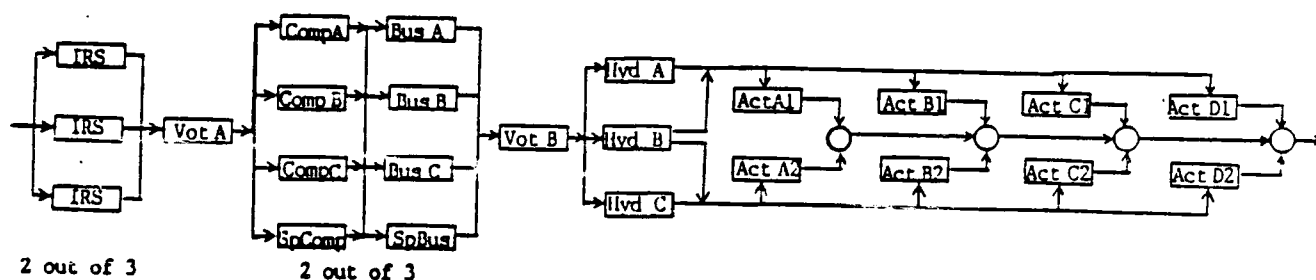 IRS
IRS
IRS
2 out of 3
Vot A
CompA
Comp B
CompC
SpComp
2 out of 3
Bus A
Bus B
Bus C
SpBus
Vot B
Hyd A
Hyd B
Hyd C
ActA1
Act A2
Act B1
Act B2
Act C1
Act C2
Act D1
Act D2